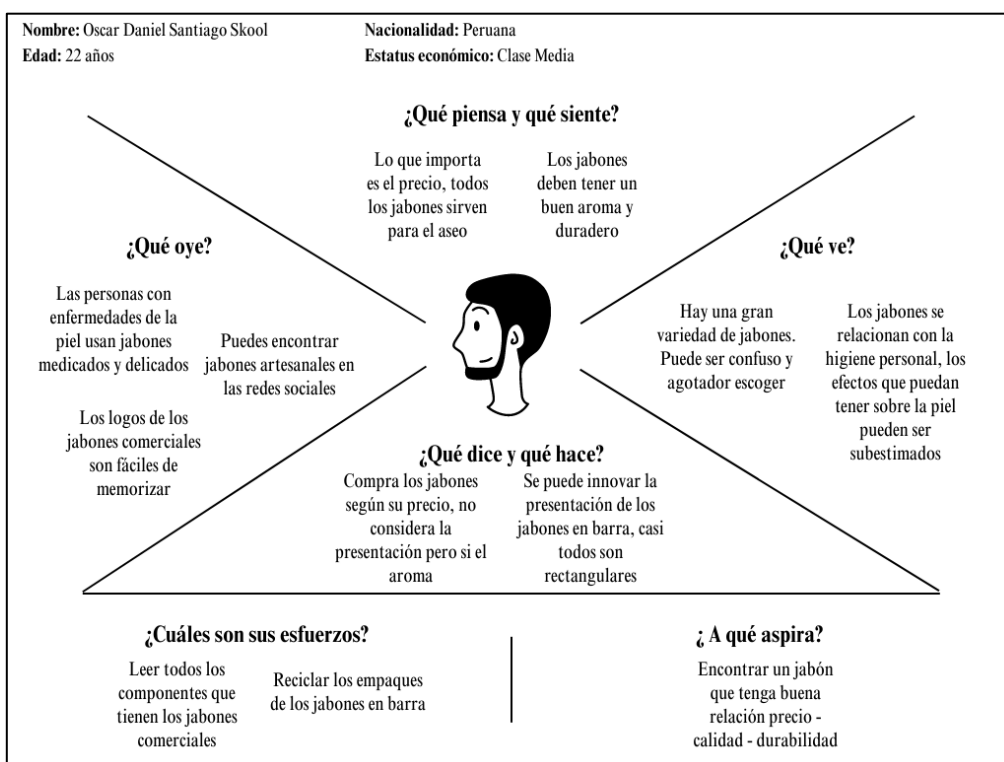 Nombre: Oscar Daniel Santiago Skool
Nacionalidad: Peruana
Edad: 22 años
Estatus económico: Clase Media
¿Qué piensa y qué siente?
Lo que importa
es el precio, todos
los jabones sirven
para el aseo
Los jabones
deben tener un
buen aroma y
duradero
¿Qué oye?
Las personas con
enfermedades de la
piel usan jabones
medicados y delicados
Puedes encontrar
jabones artesanales en
las redes sociales
Los logos de los
jabones comerciales
son fáciles de
memorizar
¿Qué ve?
Hay una gran
variedad de jabones.
Puede ser confuso y
agotador escoger
Los jabones se
relacionan con la
higiene personal, los
efectos que puedan
tener sobre la piel
pueden ser
subestimados
¿Qué dice y qué hace?
Compra los jabones
según su precio, no
considera la
presentación pero si el
aroma
Se puede innovar la
presentación de los
jabones en barra, casi
todos son
rectangulares
¿Cuáles son sus esfuerzos?
Leer todos los
componentes que
tienen los jabones
comerciales
Reciclar los empaques
de los jabones en barra
¿ A qué aspira?
Encontrar un jabón
que tenga buena
relación precio -
calidad - durabilidad